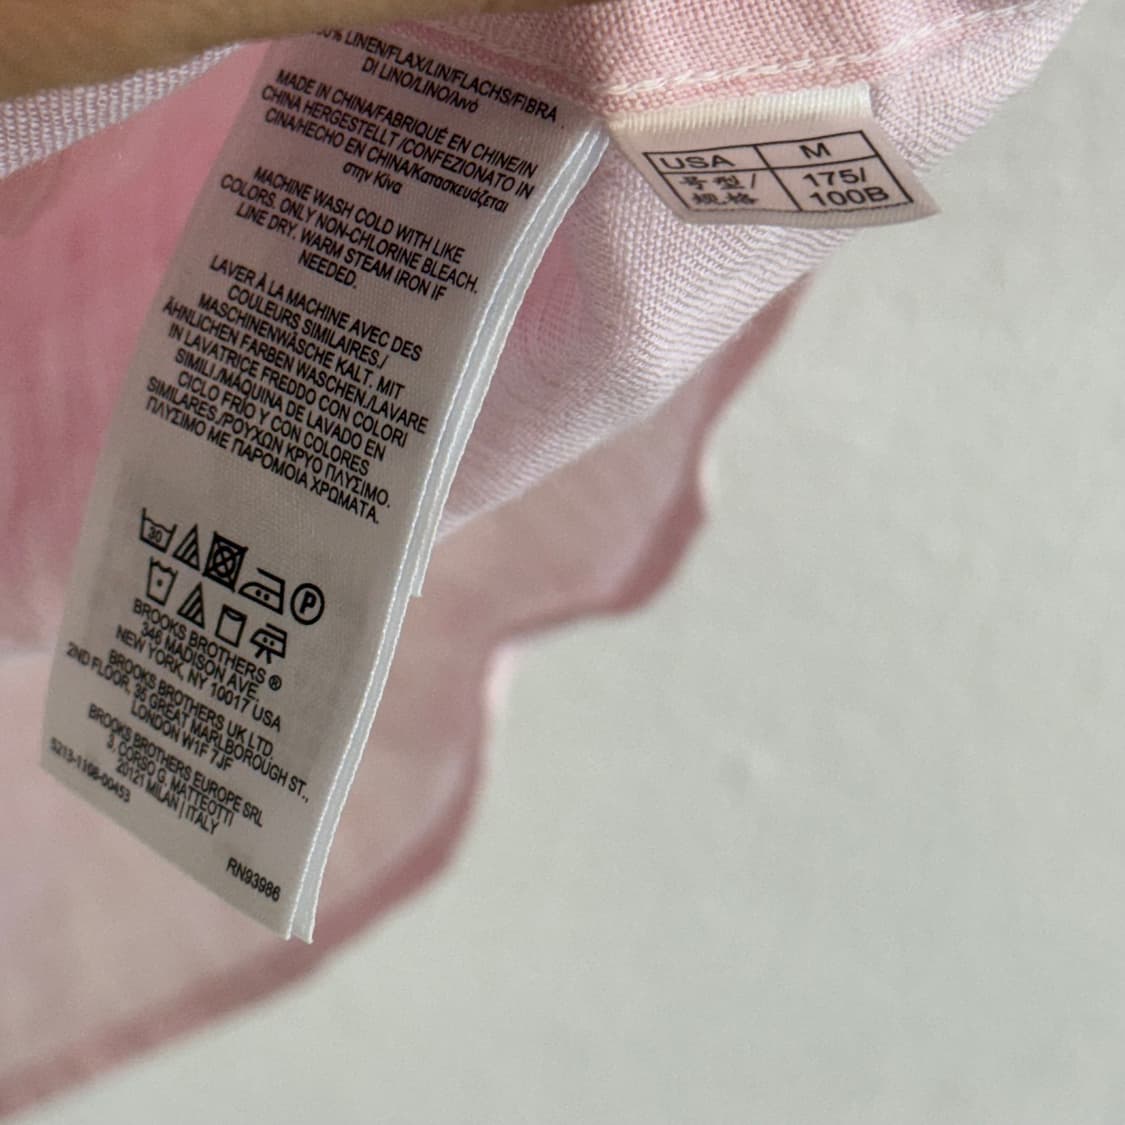 LINEN/FLAX/LIN/FLACHS/FIBRA
DI LINO/LINO/λινό
MADE IN CHINA/FABRIQUÉ EN CHINE/IN
CHINA HERGESTELLT /CONFEZIONATO IN
CINA/HECHO EN CHINA/Κατασκευάζεται
στην Κίνα
MACHINE WASH COLD WITH LIKE
COLORS. ONLY NON-CHLORINE BLEACH.
LINE DRY. WARM STEAM IRON IF
NEEDED.
LAVER À LA MACHINE AVEC DES
COULEURS SIMILAIRES./
MASCHINENWÄSCHE KALT. MIT
ÄHNLICHEN FARBEN WASCHEN./LAVARE
IN LAVATRICE FREDDO CON COLORI
SIMILI./MÁQUINA DE LAVADO EN
CICLO FRÍO Y CON COLORES
SIMILARES./ΡΟΥΧΩΝ ΚΡΥΟ ΠΛΥΣΙΜΟ.
ΠΛΥΣΙΜΟ ΜΕ ΠΑΡΟΜΟΙΑ ΧΡΩΜΑΤΑ.
30
P
BROOKS BROTHERS ®
346 MADISON AVE.
NEW YORK, NY 10017 USA
BROOKS BROTHERS UK LTD.
2ND FLOOR, 35 GREAT MARLBOROUGH ST.,
LONDON W1F 7JF
BROOKS BROTHERS EUROPE SRL
3, CORSO G. MATTEOTTI
20121 MILAN | ITALY
S213-1108-00453
RN93986
USA M
号型/ 175/
规格 100B